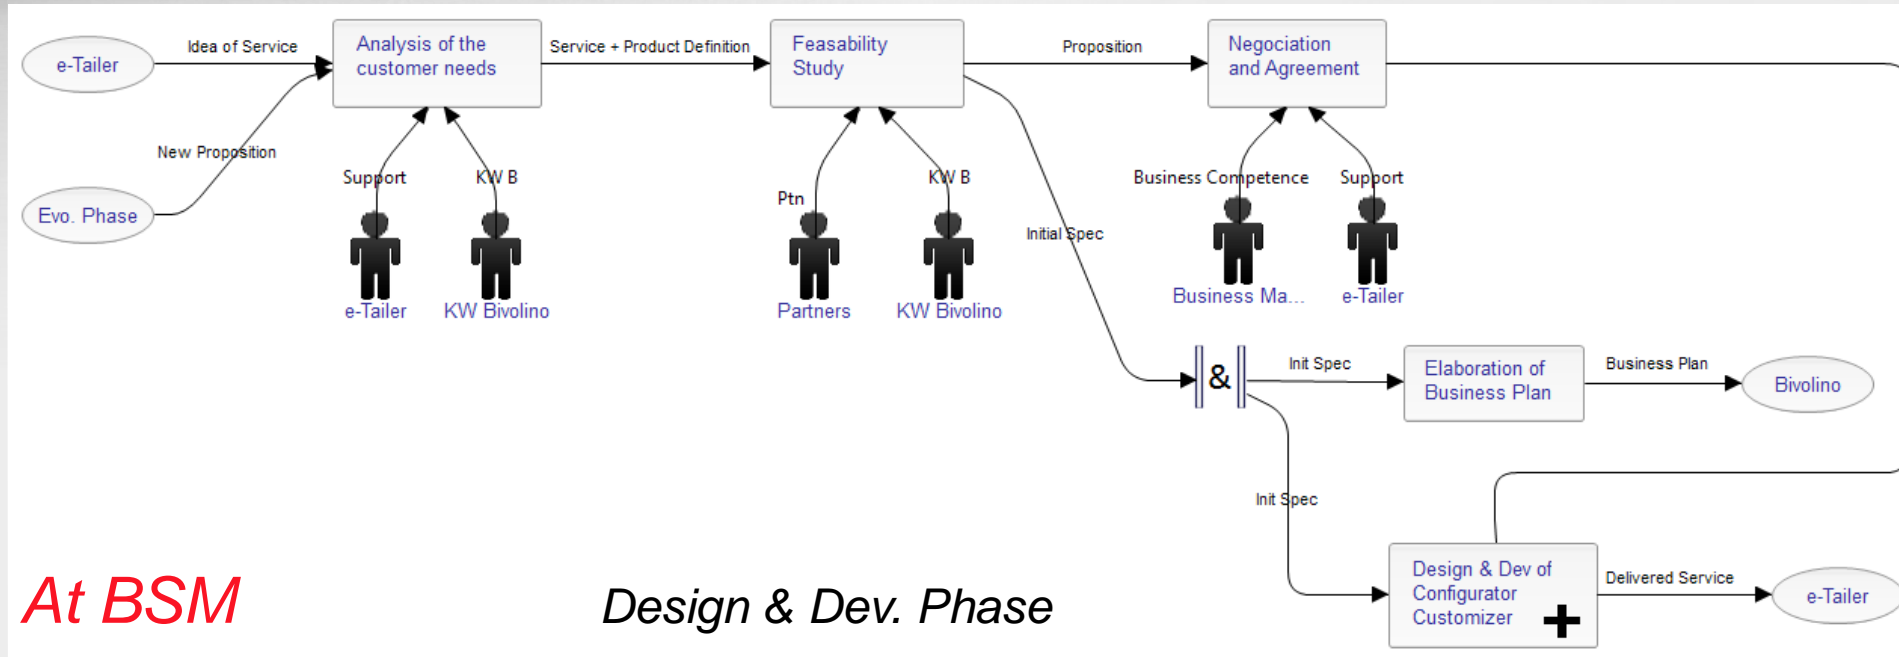 e-Tailer
Idea of Service
Analysis of the
customer needs
Service + Product Definition
Feasability
Study
Proposition
Negociation
and Agreement
New Proposition
Evo. Phase
Support
KW B
e-Tailer
KW Bivolino
Ptn
KW B
Partners
KW Bivolino
Initial Spec
Business Competence
Support
Business Ma...
e-Tailer
&
Init Spec
Elaboration of
Business Plan
Business Plan
Bivolino
Init Spec
Design & Dev of
Configurator
Customizer
+
Delivered Service
e-Tailer
At BSM
Design & Dev. Phase